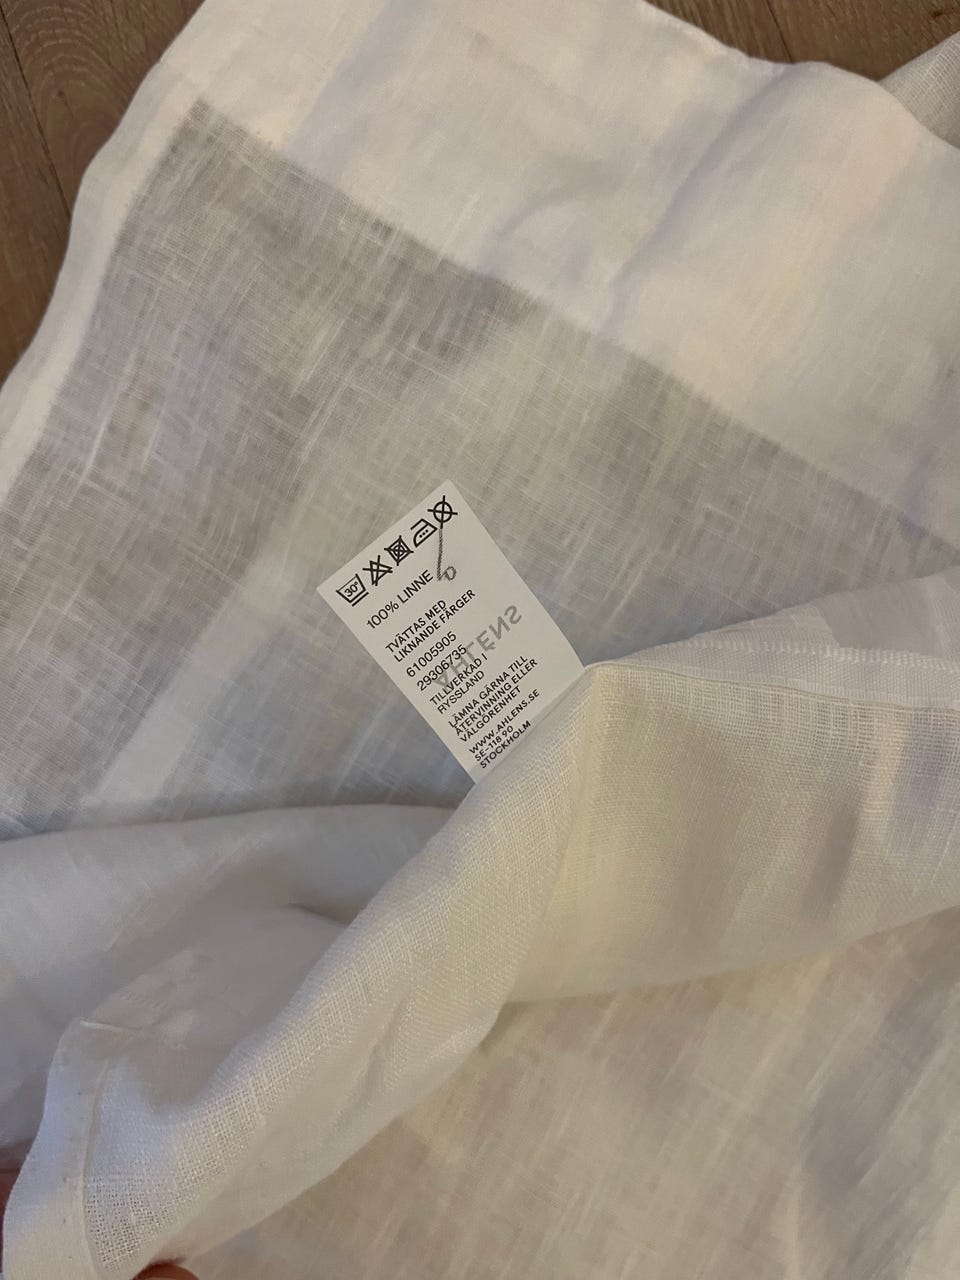 30°
100% LINNE
TVÄTTAS MED
LIKNANDE FÄRGER
61005905
29306735
TILLVERKAD I
RYSSLAND
LÄMNA GÄRNA TILL
ÅTERVINNING ELLER
VÄLGÖRENHET
WWW.AHLENS.SE
SE-118 90
STOCKHOLM
ÅHLÉNS